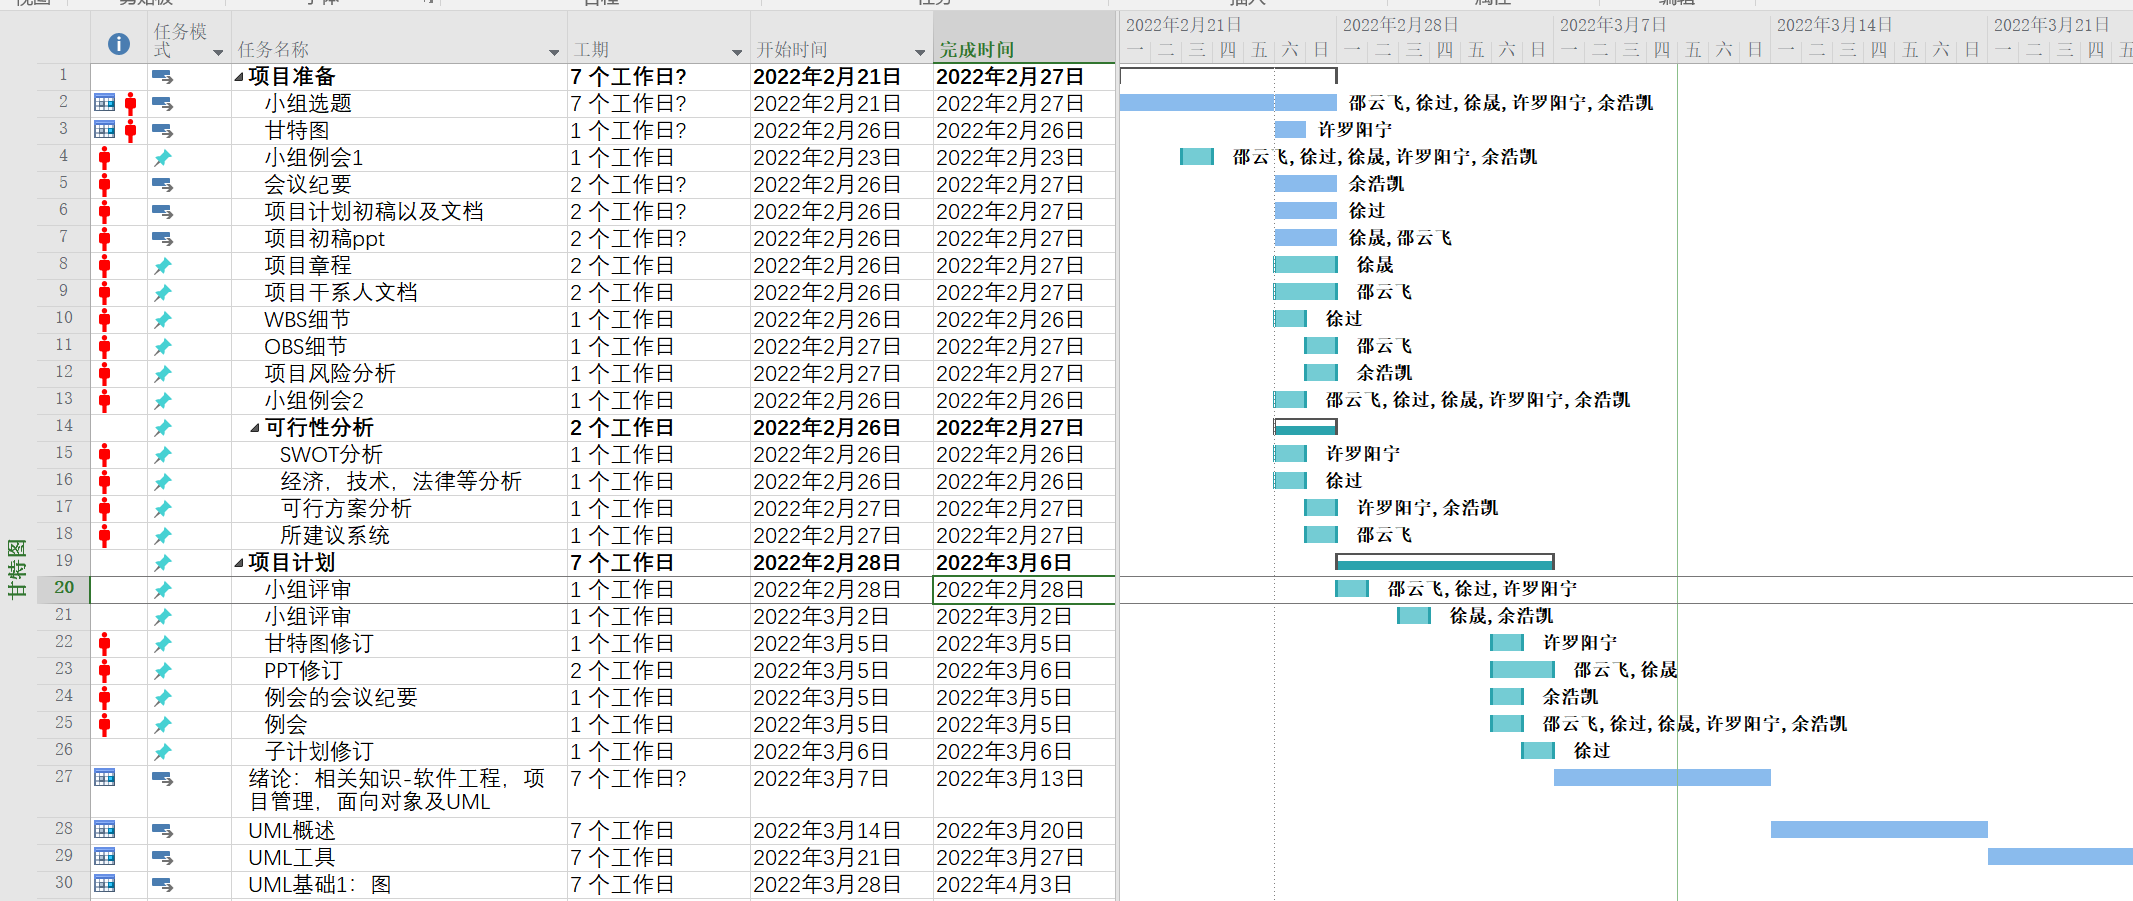 2022年2月21日 2022年2月28日 2022年3月7日 2022年3月14日 2022年3月21日
任务模式 任务名称 工期 开始时间 完成时间 一 二 三 四 五 六 日 一 二 三 四 五 六 日 一 二 三 四 五 六 日 一 二 三 四 五 六 日 一 二 三 四 五
1 项目准备 7 个工作日? 2022年2月21日 2022年2月27日
2 小组选题 7 个工作日? 2022年2月21日 2022年2月27日 邵云飞,徐过,徐晟,许罗阳宁,余浩凯
3 甘特图 1 个工作日? 2022年2月26日 2022年2月26日 许罗阳宁
4 小组例会1 1 个工作日 2022年2月23日 2022年2月23日 邵云飞,徐过,徐晟,许罗阳宁,余浩凯
5 会议纪要 2 个工作日? 2022年2月26日 2022年2月27日 余浩凯
6 项目计划初稿以及文档 2 个工作日? 2022年2月26日 2022年2月27日 徐过
7 项目初稿ppt 2 个工作日? 2022年2月26日 2022年2月27日 徐晟,邵云飞
8 项目章程 2 个工作日 2022年2月26日 2022年2月27日 徐晟
9 项目干系人文档 2 个工作日 2022年2月26日 2022年2月27日 邵云飞
10 WBS细节 1 个工作日 2022年2月26日 2022年2月26日 徐过
11 OBS细节 1 个工作日 2022年2月27日 2022年2月27日 邵云飞
12 项目风险分析 1 个工作日 2022年2月27日 2022年2月27日 余浩凯
13 小组例会2 1 个工作日 2022年2月26日 2022年2月26日 邵云飞,徐过,徐晟,许罗阳宁,余浩凯
14 可行性分析 2 个工作日 2022年2月26日 2022年2月27日
15 SWOT分析 1 个工作日 2022年2月26日 2022年2月26日 许罗阳宁
16 经济，技术，法律等分析 1 个工作日 2022年2月26日 2022年2月26日 徐过
17 可行方案分析 1 个工作日 2022年2月27日 2022年2月27日 许罗阳宁,余浩凯
18 所建议系统 1 个工作日 2022年2月27日 2022年2月27日 邵云飞
19 项目计划 7 个工作日 2022年2月28日 2022年3月6日
20 小组评审 1 个工作日 2022年2月28日 2022年2月28日 邵云飞,徐过,许罗阳宁
21 小组评审 1 个工作日 2022年3月2日 2022年3月2日 徐晟,余浩凯
22 甘特图修订 1 个工作日 2022年3月5日 2022年3月5日 许罗阳宁
23 PPT修订 2 个工作日 2022年3月5日 2022年3月6日 邵云飞,徐晟
24 例会的会议纪要 1 个工作日 2022年3月5日 2022年3月5日 余浩凯
25 例会 1 个工作日 2022年3月5日 2022年3月5日 邵云飞,徐过,徐晟,许罗阳宁,余浩凯
26 子计划修订 1 个工作日 2022年3月6日 2022年3月6日 徐过
27 绪论：相关知识-软件工程，项 7 个工作日? 2022年3月7日 2022年3月13日
目管理，面向对象及UML
28 UML概述 7 个工作日 2022年3月14日 2022年3月20日
29 UML工具 7 个工作日 2022年3月21日 2022年3月27日
30 UML基础1：图 7 个工作日 2022年3月28日 2022年4月3日
甘特图